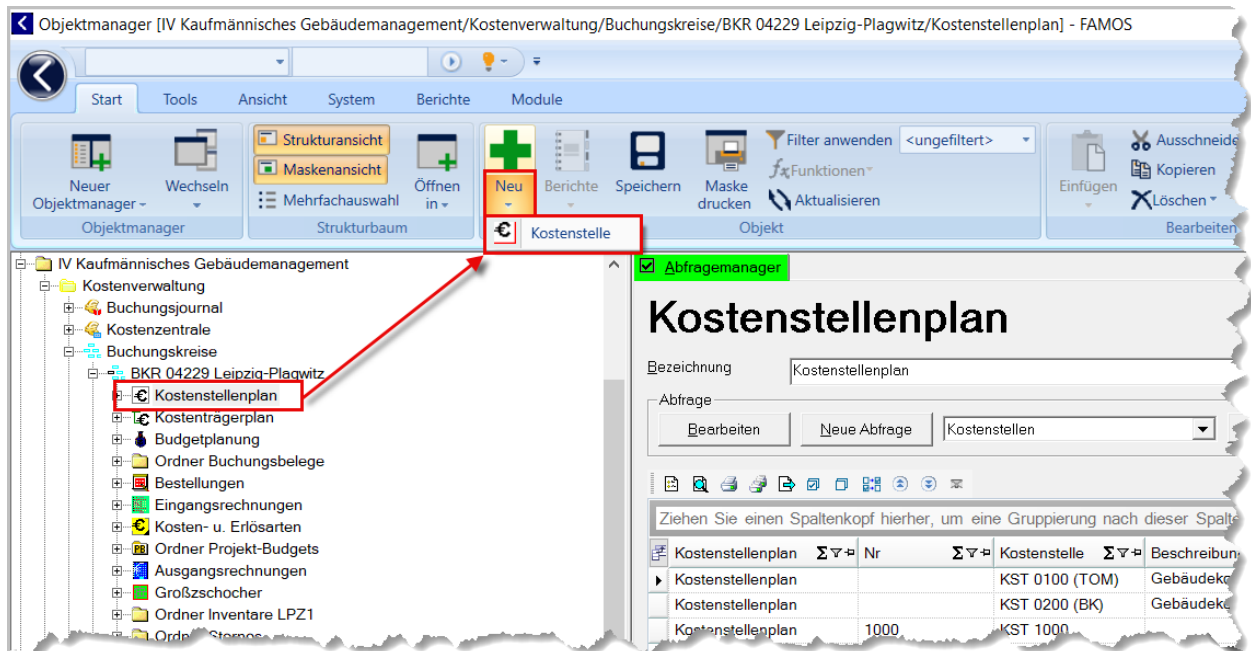 Objektmanager [IV Kaufmännisches Gebäudemanagement/Kostenverwaltung/Buchungskreise/BKR 04229 Leipzig-Plagwitz/Kostenstellenplan] - FAMOS
Start Tools Ansicht System Berichte Module
Neuer Objektmanager
Wechseln
Objektmanager
Strukturansicht
Maskenansicht
Mehrfachauswahl
Öffnen in
Strukturbaum
Neu
Berichte
Speichern
Maske drucken
Filter anwenden <ungefiltert>
fx Funktionen
Aktualisieren
Objekt
Einfügen
Ausschneide
Kopieren
Löschen
Bearbeiten
€ Kostenstelle
IV Kaufmännisches Gebäudemanagement
Kostenverwaltung
Buchungsjournal
Kostenzentrale
Buchungskreise
BKR 04229 Leipzig-Plagwitz
€ Kostenstellenplan
€ Kostenträgerplan
Budgetplanung
Ordner Buchungsbelege
Bestellungen
Eingangsrechnungen
€ Kosten- u. Erlösarten
PB Ordner Projekt-Budgets
Ausgangsrechnungen
Großzschocher
Ordner Inventare LPZ1
Abfragemanager
Kostenstellenplan
Bezeichnung Kostenstellenplan
Abfrage
Bearbeiten Neue Abfrage Kostenstellen
Ziehen Sie einen Spaltenkopf hierher, um eine Gruppierung nach dieser Spalte
Kostenstellenplan Σ Nr Σ Kostenstelle Σ Beschreibun
Kostenstellenplan KST 0100 (TOM)
Kostenstellenplan KST 0200 (BK)
Kostenstellenplan 1000 KST 1000